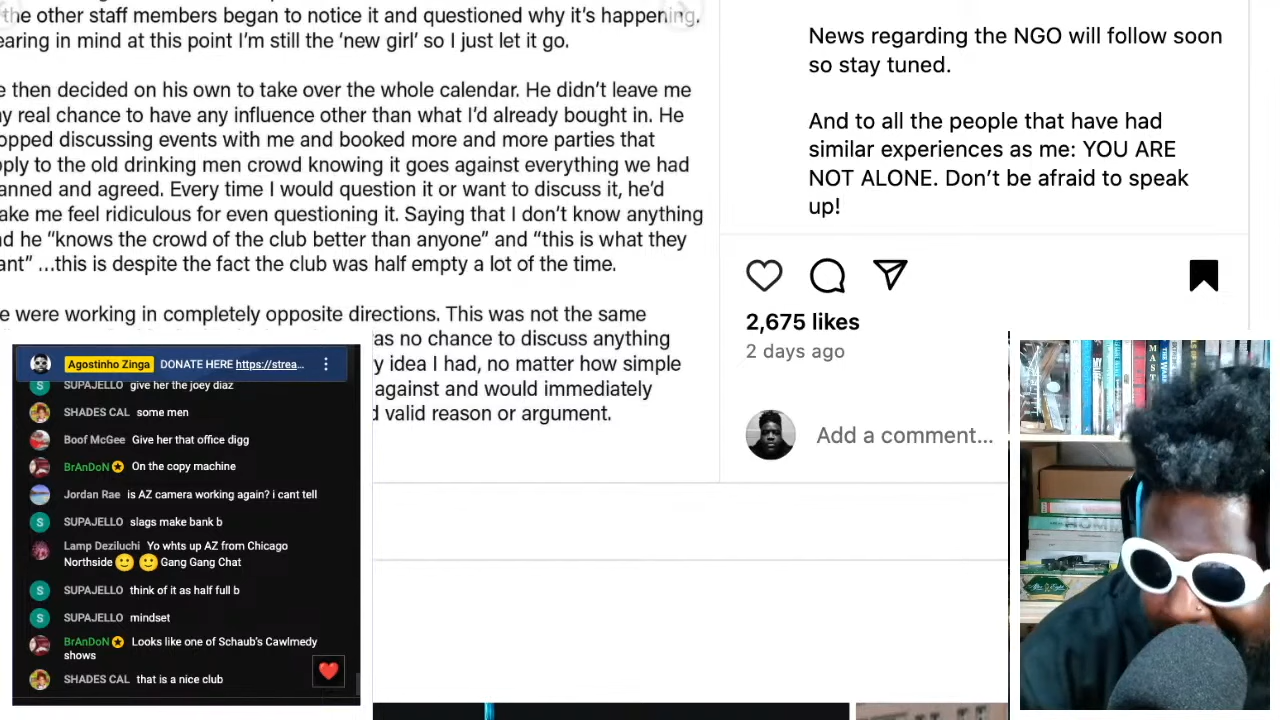 the other staff members began to notice it and questioned why it's happening.
earing in mind at this point I'm still the 'new girl' so I just let it go.
e then decided on his own to take over the whole calendar. He didn't leave me
y real chance to have any influence other than what I'd already bought in. He
opped discussing events with me and booked more and more parties that
ply to the old drinking men crowd knowing it goes against everything we had
anned and agreed. Every time I would question it or want to discuss it, he'd
ake me feel ridiculous for even questioning it. Saying that I don't know anything
d he "knows the crowd of the club better than anyone" and "this is what they
ant" ...this is despite the fact the club was half empty a lot of the time.
e were working in completely opposite directions. This was not the same
as no chance to discuss anything
y idea I had, no matter how simple
against and would immediately
d valid reason or argument.
News regarding the NGO will follow soon
so stay tuned.
And to all the people that have had
similar experiences as me: YOU ARE
NOT ALONE. Don't be afraid to speak
up!
2,675 likes
2 days ago
Add a comment...
Agostinho Zinga DONATE HERE https://strea...
SUPAJELLO give her the joey diaz
SHADES CAL some men
Boof McGee Give her that office digg
BrAnDoN On the copy machine
Jordan Rae is AZ camera working again? i cant tell
SUPAJELLO slags make bank b
Lamp Deziluchi Yo whts up AZ from Chicago
Northside 🙂 🙂 Gang Gang Chat
SUPAJELLO think of it as half full b
SUPAJELLO mindset
BrAnDoN Looks like one of Schaub's Cawlmedy
shows
SHADES CAL that is a nice club